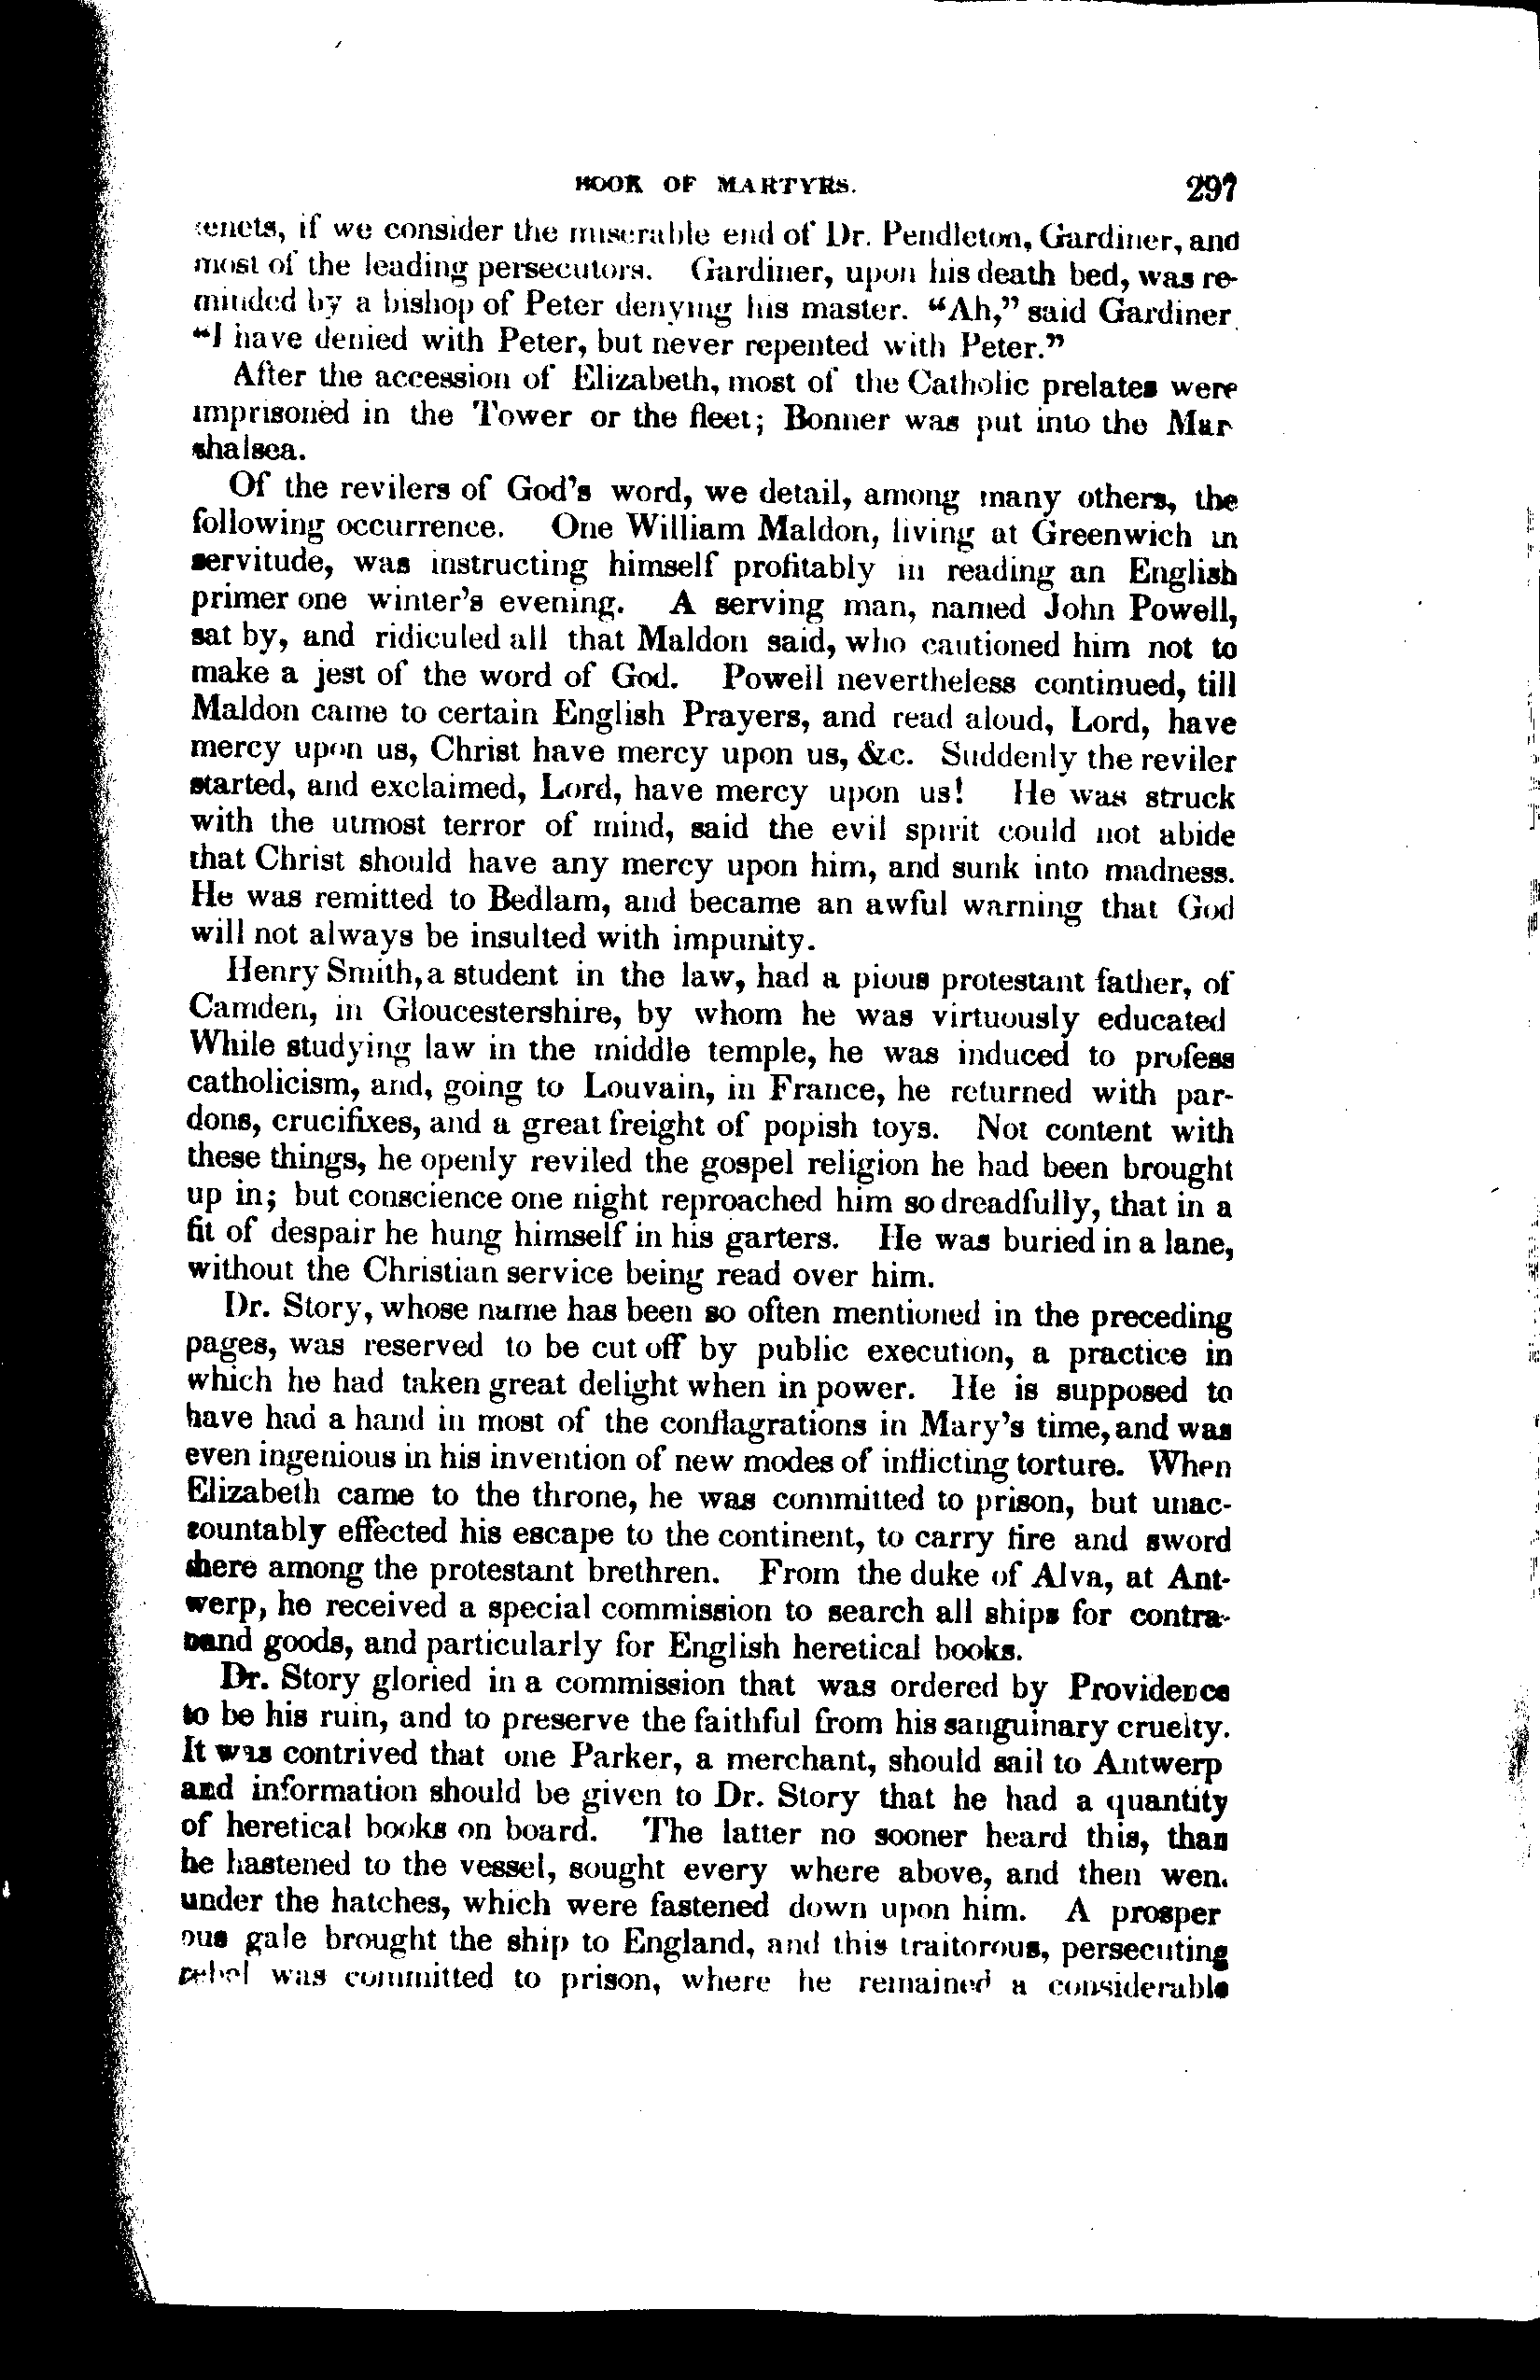 BOOK OF MARTYRS. 297
tenets, if we consider the miserable end of Dr. Pendleton, Gardiner, and
most of the leading persecutors. Gardiner, upon his death bed, was re-
minded by a bishop of Peter denying his master. "Ah," said Gardiner
"I have denied with Peter, but never repented with Peter."
After the accession of Elizabeth, most of the Catholic prelates were
imprisoned in the Tower or the fleet; Bonner was put into the Mar
shalsea.
Of the revilers of God's word, we detail, among many others, the
following occurrence. One William Maldon, living at Greenwich in
servitude, was instructing himself profitably in reading an English
primer one winter's evening. A serving man, named John Powell,
sat by, and ridiculed all that Maldon said, who cautioned him not to
make a jest of the word of God. Powell nevertheless continued, till
Maldon came to certain English Prayers, and read aloud, Lord, have
mercy upon us, Christ have mercy upon us, &c. Suddenly the reviler
started, and exclaimed, Lord, have mercy upon us! He was struck
with the utmost terror of mind, said the evil spirit could not abide
that Christ should have any mercy upon him, and sunk into madness.
He was remitted to Bedlam, and became an awful warning that God
will not always be insulted with impunity.
Henry Smith, a student in the law, had a pious protestant father, of
Camden, in Gloucestershire, by whom he was virtuously educated
While studying law in the middle temple, he was induced to profess
catholicism, and, going to Louvain, in France, he returned with par-
dons, crucifixes, and a great freight of popish toys. Not content with
these things, he openly reviled the gospel religion he had been brought
up in; but conscience one night reproached him so dreadfully, that in a
fit of despair he hung himself in his garters. He was buried in a lane,
without the Christian service being read over him.
Dr. Story, whose name has been so often mentioned in the preceding
pages, was reserved to be cut off by public execution, a practice in
which he had taken great delight when in power. He is supposed to
have had a hand in most of the conflagrations in Mary's time, and was
even ingenious in his invention of new modes of inflicting torture. When
Elizabeth came to the throne, he was committed to prison, but unac-
countably effected his escape to the continent, to carry fire and sword
there among the protestant brethren. From the duke of Alva, at Ant-
werp, he received a special commission to search all ships for contra-
band goods, and particularly for English heretical books.
Dr. Story gloried in a commission that was ordered by Providence
to be his ruin, and to preserve the faithful from his sanguinary cruelty.
It was contrived that one Parker, a merchant, should sail to Antwerp
and information should be given to Dr. Story that he had a quantity
of heretical books on board. The latter no sooner heard this, than
he hastened to the vessel, sought every where above, and then wen.
under the hatches, which were fastened down upon him. A prosper
ous gale brought the ship to England, and this traitorous, persecuting
rebel was committed to prison, where he remained a considerable